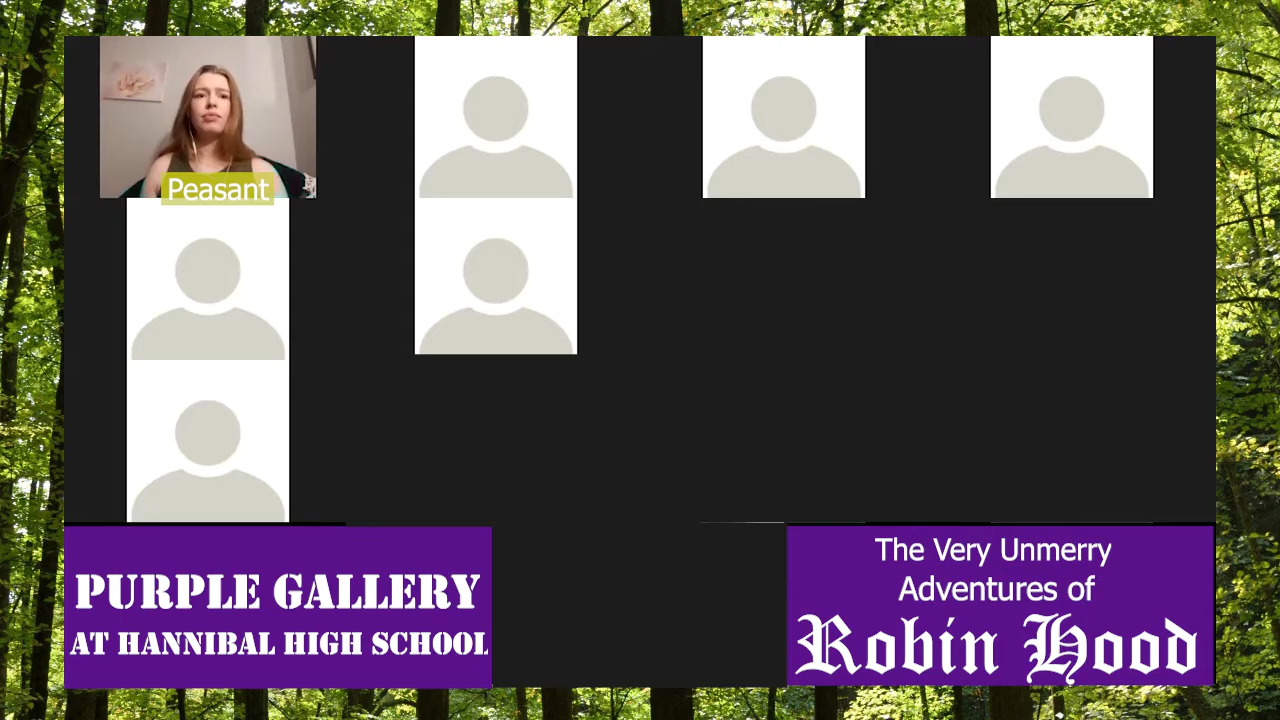 Peasant
PURPLE GALLERY
AT HANNIBAL HIGH SCHOOL
The Very Unmerry
Adventures of
Robin Hood